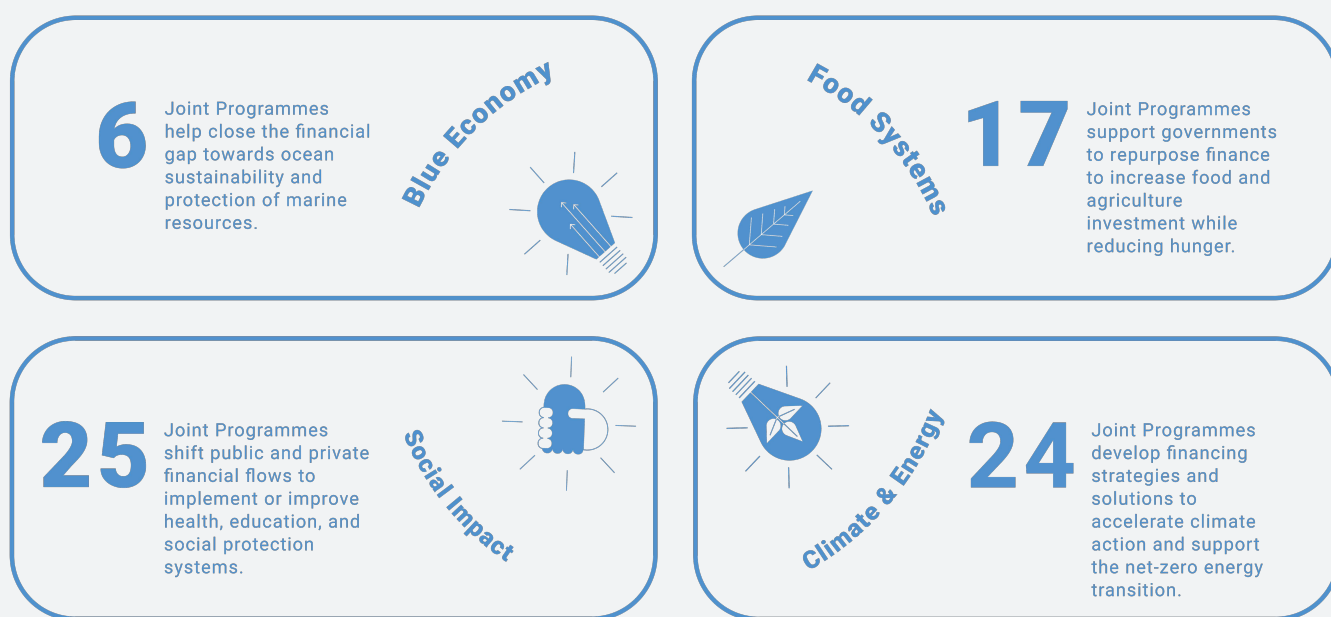 6
Joint Programmes
help close the financial
gap towards ocean
sustainability and
protection of marine
resources.
Blue Economy
Food Systems
17
Joint Programmes
support governments
to repurpose finance
to increase food and
agriculture
investment while
reducing hunger.
25
Joint Programmes
shift public and private
financial flows to
implement or improve
health, education, and
social protection
systems.
Social Impact
Climate & Energy
24
Joint Programmes
develop financing
strategies and
solutions to
accelerate climate
action and support
the net-zero energy
transition.